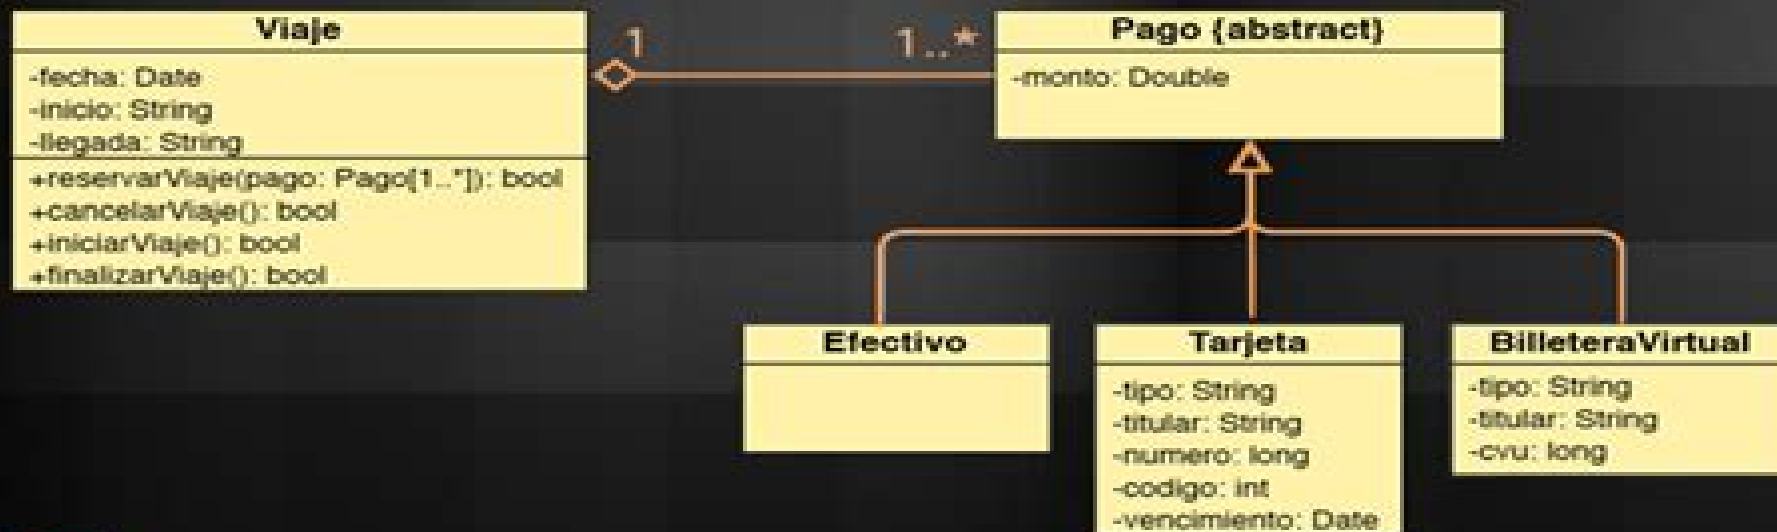 Viaje
-fecha: Date
-inicio: String
-llegada: String
+reservarViaje(pago: Pago[1..*]): bool
+cancelarViaje(): bool
+iniciarViaje(): bool
+finalizarViaje(): bool
1
1..*
Pago {abstract}
-monto: Double
Efectivo
Tarjeta
-tipo: String
-titular: String
-numero: long
-codigo: int
-vencimiento: Date
BilleteraVirtual
-tipo: String
-titular: String
-cvu: long